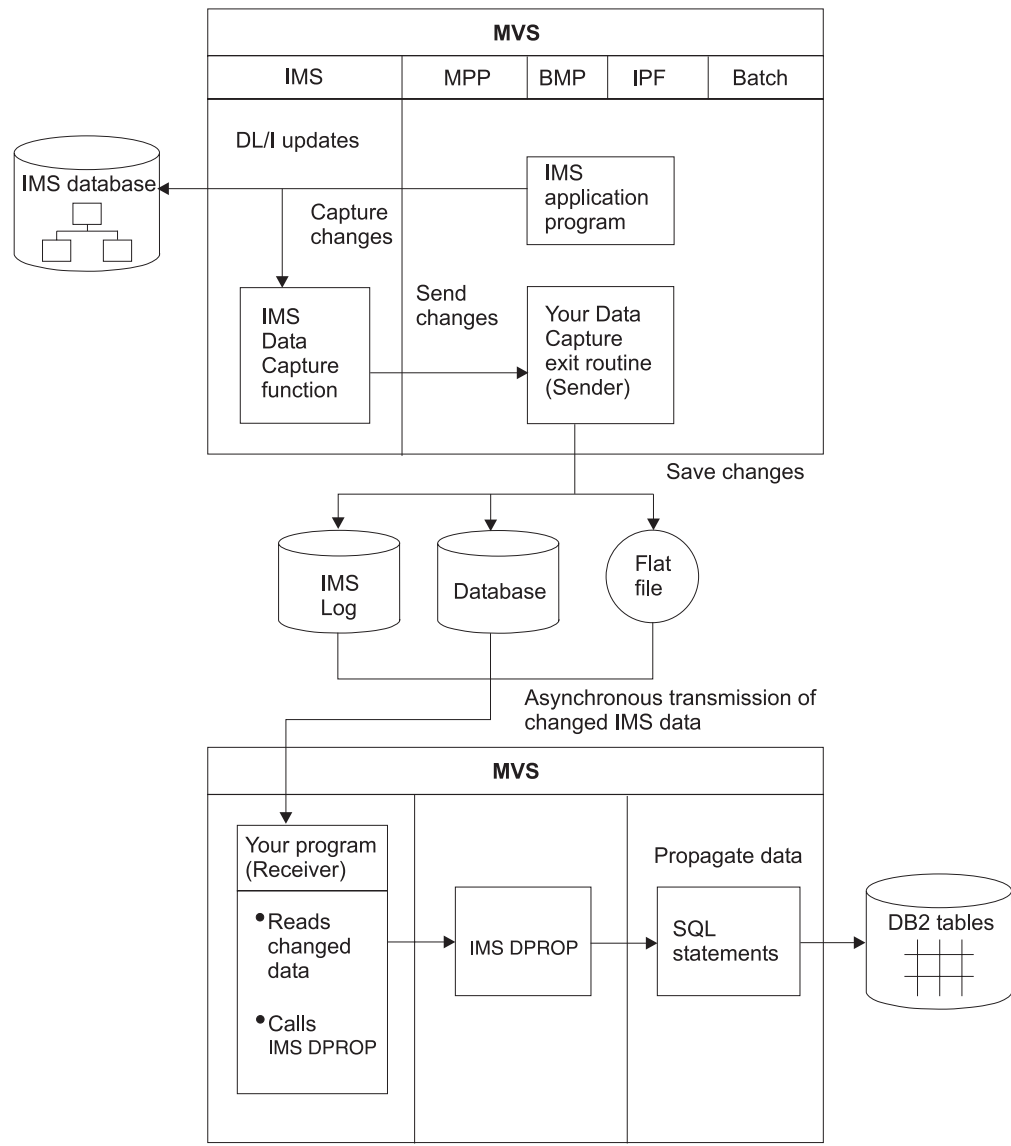 MVS
IMS
MPP
BMP
IPF
Batch
DL/I updates
IMS database
IMS
application
program
Capture
changes
Send
changes
IMS
Data
Capture
function
Your Data
Capture
exit routine
(Sender)
Save changes
IMS
Log
Database
Flat
file
Asynchronous transmission of
changed IMS data
MVS
Your program
(Receiver)
•Reads
changed
data
•Calls
IMS DPROP
IMS DPROP
Propagate data
SQL
statements
DB2 tables